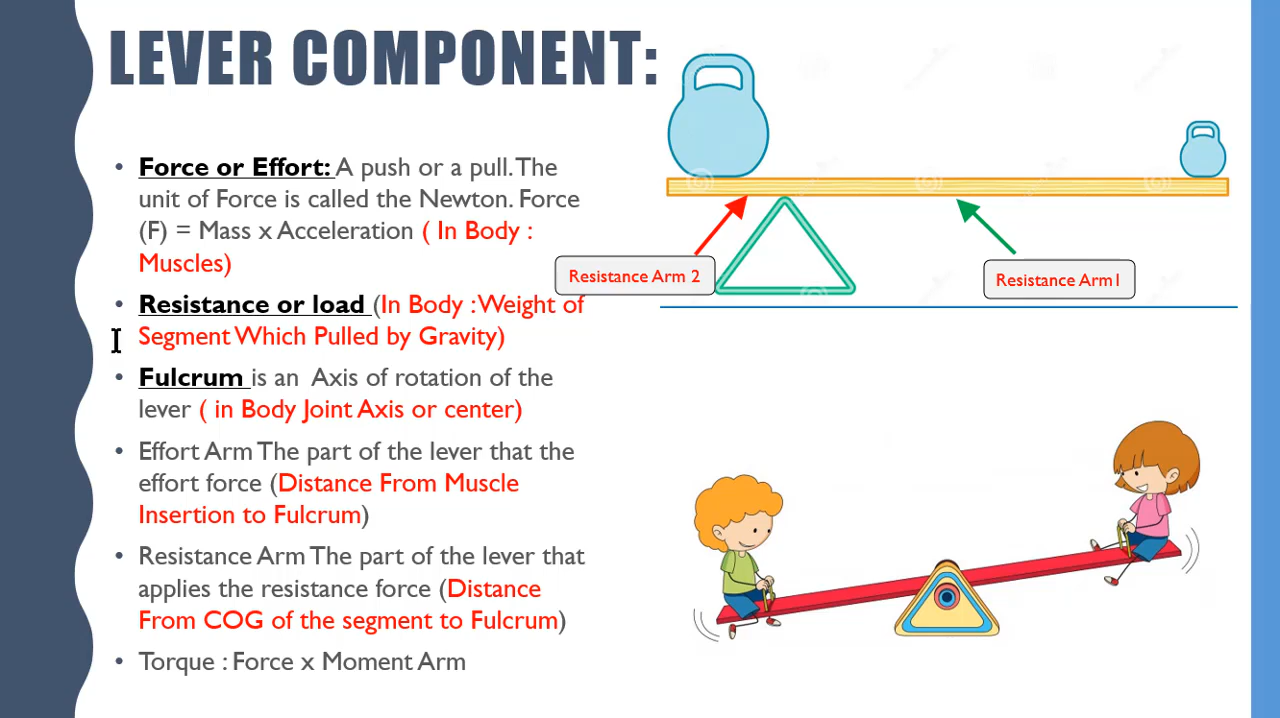 LEVER COMPONENT:
• Force or Effort: A push or a pull. The
unit of Force is called the Newton. Force
(F) = Mass x Acceleration ( In Body :
Muscles)
• Resistance or load (In Body : Weight of
Segment Which Pulled by Gravity)
• Fulcrum is an Axis of rotation of the
lever ( in Body Joint Axis or center)
• Effort Arm The part of the lever that the
effort force (Distance From Muscle
Insertion to Fulcrum)
• Resistance Arm The part of the lever that
applies the resistance force (Distance
From COG of the segment to Fulcrum)
• Torque : Force x Moment Arm
Resistance Arm 2
Resistance Arm1